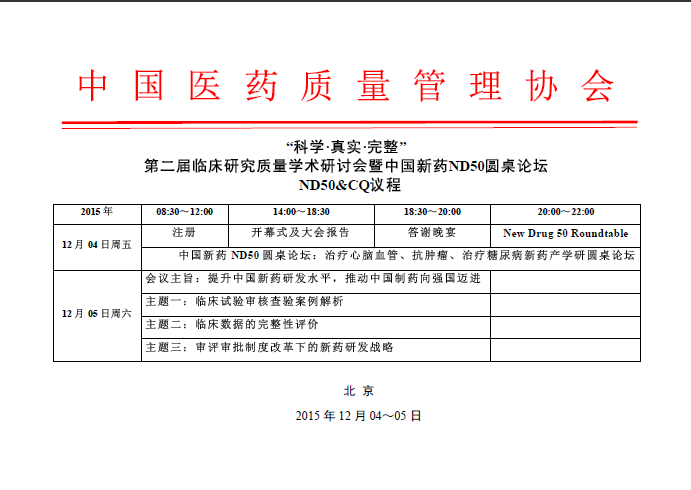 中国医药质量管理协会
“科学·真实·完整”
第二届临床研究质量学术研讨会暨中国新药ND50圆桌论坛
ND50&CQ议程
2015 年 08:30～12:00 14:00～18:30 18:30～20:00 20:00～22:00
12 月 04 日周五 注册 开幕式及大会报告 答谢晚宴 New Drug 50 Roundtable
中国新药 ND50 圆桌论坛：治疗心脑血管、抗肿瘤、治疗糖尿病新药产学研圆桌论坛
12 月 05 日周六 会议主旨：提升中国新药研发水平，推动中国制药向强国迈进
主题一：临床试验审核查验案例解析
主题二：临床数据的完整性评价
主题三：审评审批制度改革下的新药研发战略
北 京
2015 年 12 月 04～05 日